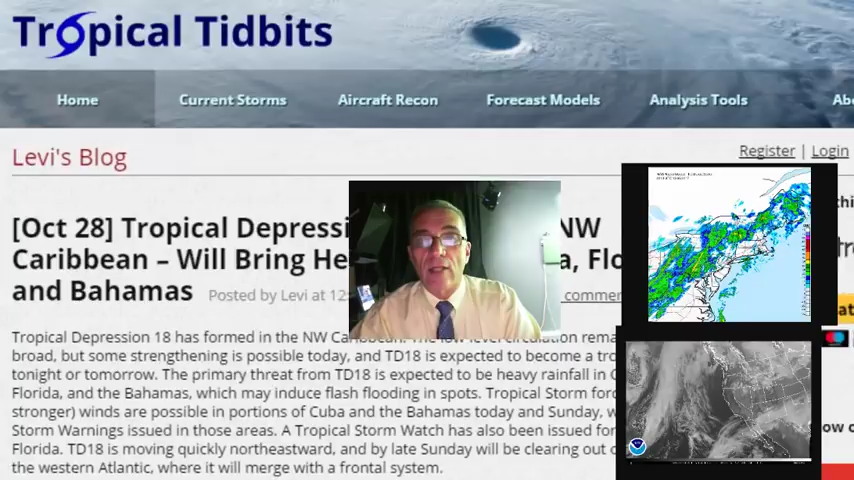 Tropical Tidbits
Home Current Storms Aircraft Recon Forecast Models Analysis Tools
Register | Login
Levi's Blog
[Oct 28] Tropical NW
Caribbean – Will Bring
and Bahamas Posted by Levi at
Tropical Depression 18 has formed in the NW Caribbean. The low level circulation
broad, but some strengthening is possible today, and TD18 is expected to become a
tonight or tomorrow. The primary threat from TD18 is expected to be heavy rainfall in
Florida, and the Bahamas, which may induce flash flooding in spots. Tropical Storm
stronger) winds are possible in portions of Cuba and the Bahamas today and Sunday,
Storm Warnings issued in those areas. A Tropical Storm Watch has also been issued for
Florida. TD18 is moving quickly northeastward, and by late Sunday will be clearing out
the western Atlantic, where it will merge with a frontal system.